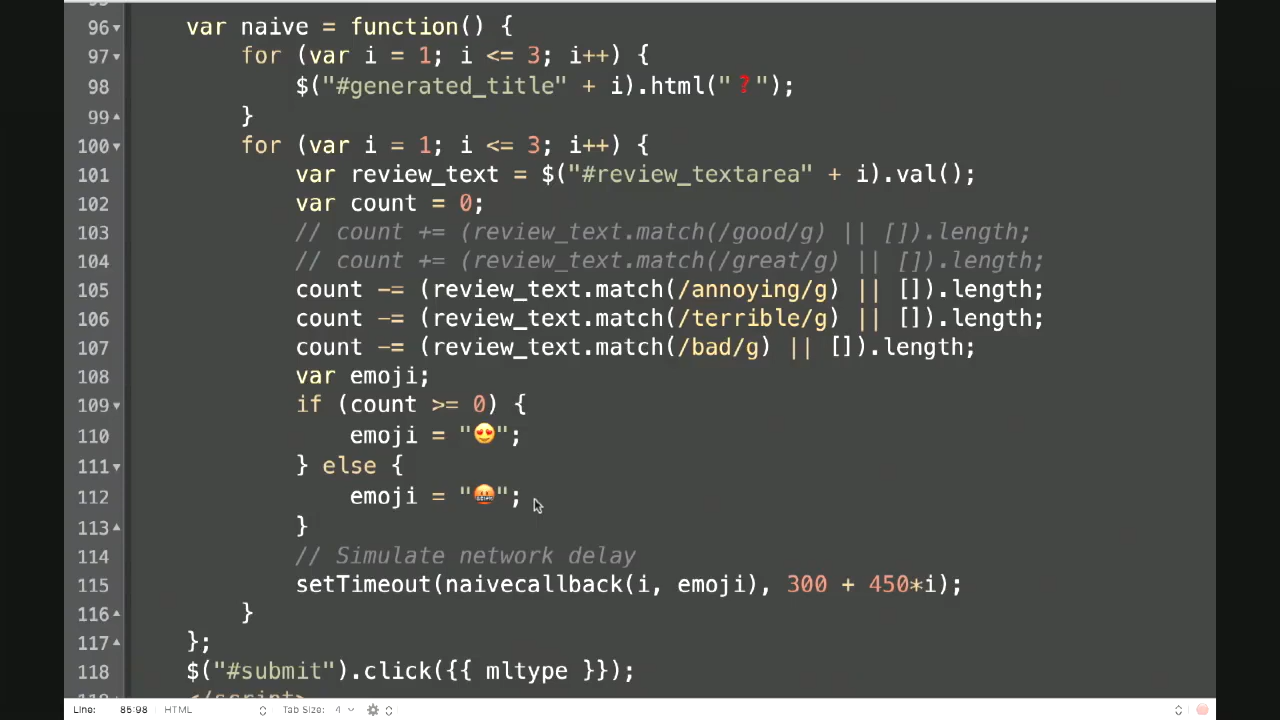 96 var naive = function() {
97 for (var i = 1; i <= 3; i++) {
98 $("#generated_title" + i).html("❓");
99 }
100 for (var i = 1; i <= 3; i++) {
101 var review_text = $("#review_textarea" + i).val();
102 var count = 0;
103 // count += (review_text.match(/good/g) || []).length;
104 // count += (review_text.match(/great/g) || []).length;
105 count -= (review_text.match(/annoying/g) || []).length;
106 count -= (review_text.match(/terrible/g) || []).length;
107 count -= (review_text.match(/bad/g) || []).length;
108 var emoji;
109 if (count >= 0) {
110 emoji = "😍";
111 } else {
112 emoji = "🤬";
113 }
114 // Simulate network delay
115 setTimeout(naivecallback(i, emoji), 300 + 450*i);
116 }
117 };
118 $("#submit").click({{ mltype }});
</script>
Line: 85:98 HTML Tab Size: 4